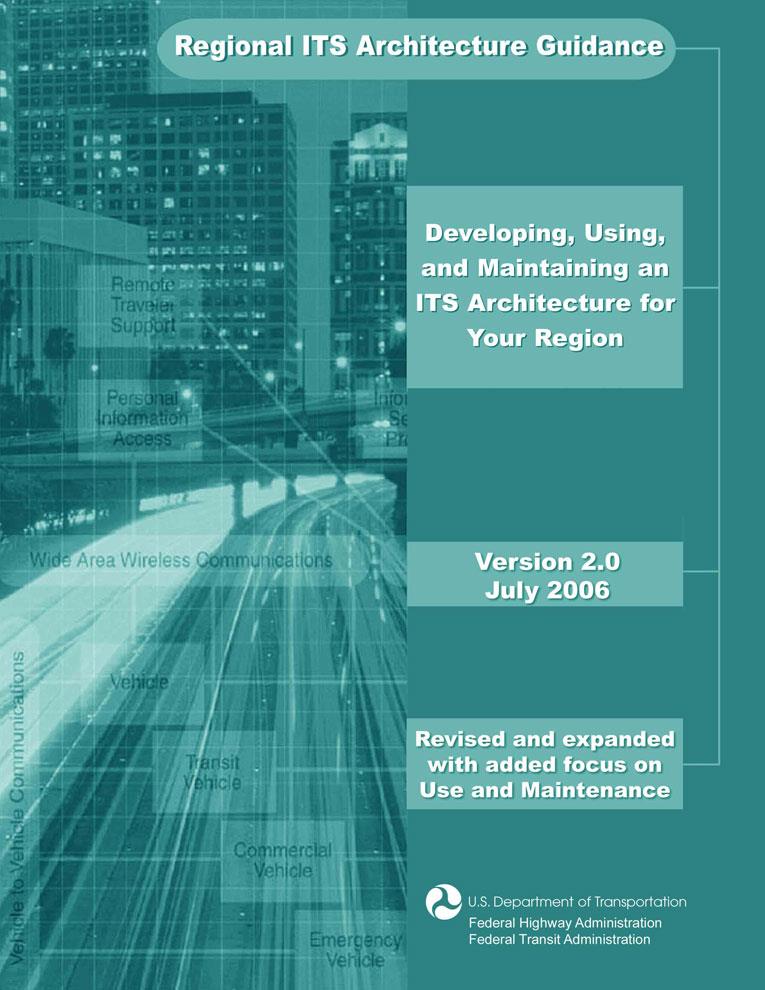 Regional ITS Architecture Guidance
Developing, Using,
and Maintaining an
ITS Architecture for
Your Region
Remote
Traveler
Support
Personal
Information
Access
Wide Area Wireless Communications
Version 2.0
July 2006
Vehicle to Vehicle Communications
Vehicle
Transit
Vehicle
Commercial
Vehicle
Emergency
Vehicle
Revised and expanded
with added focus on
Use and Maintenance
U.S. Department of Transportation
Federal Highway Administration
Federal Transit Administration